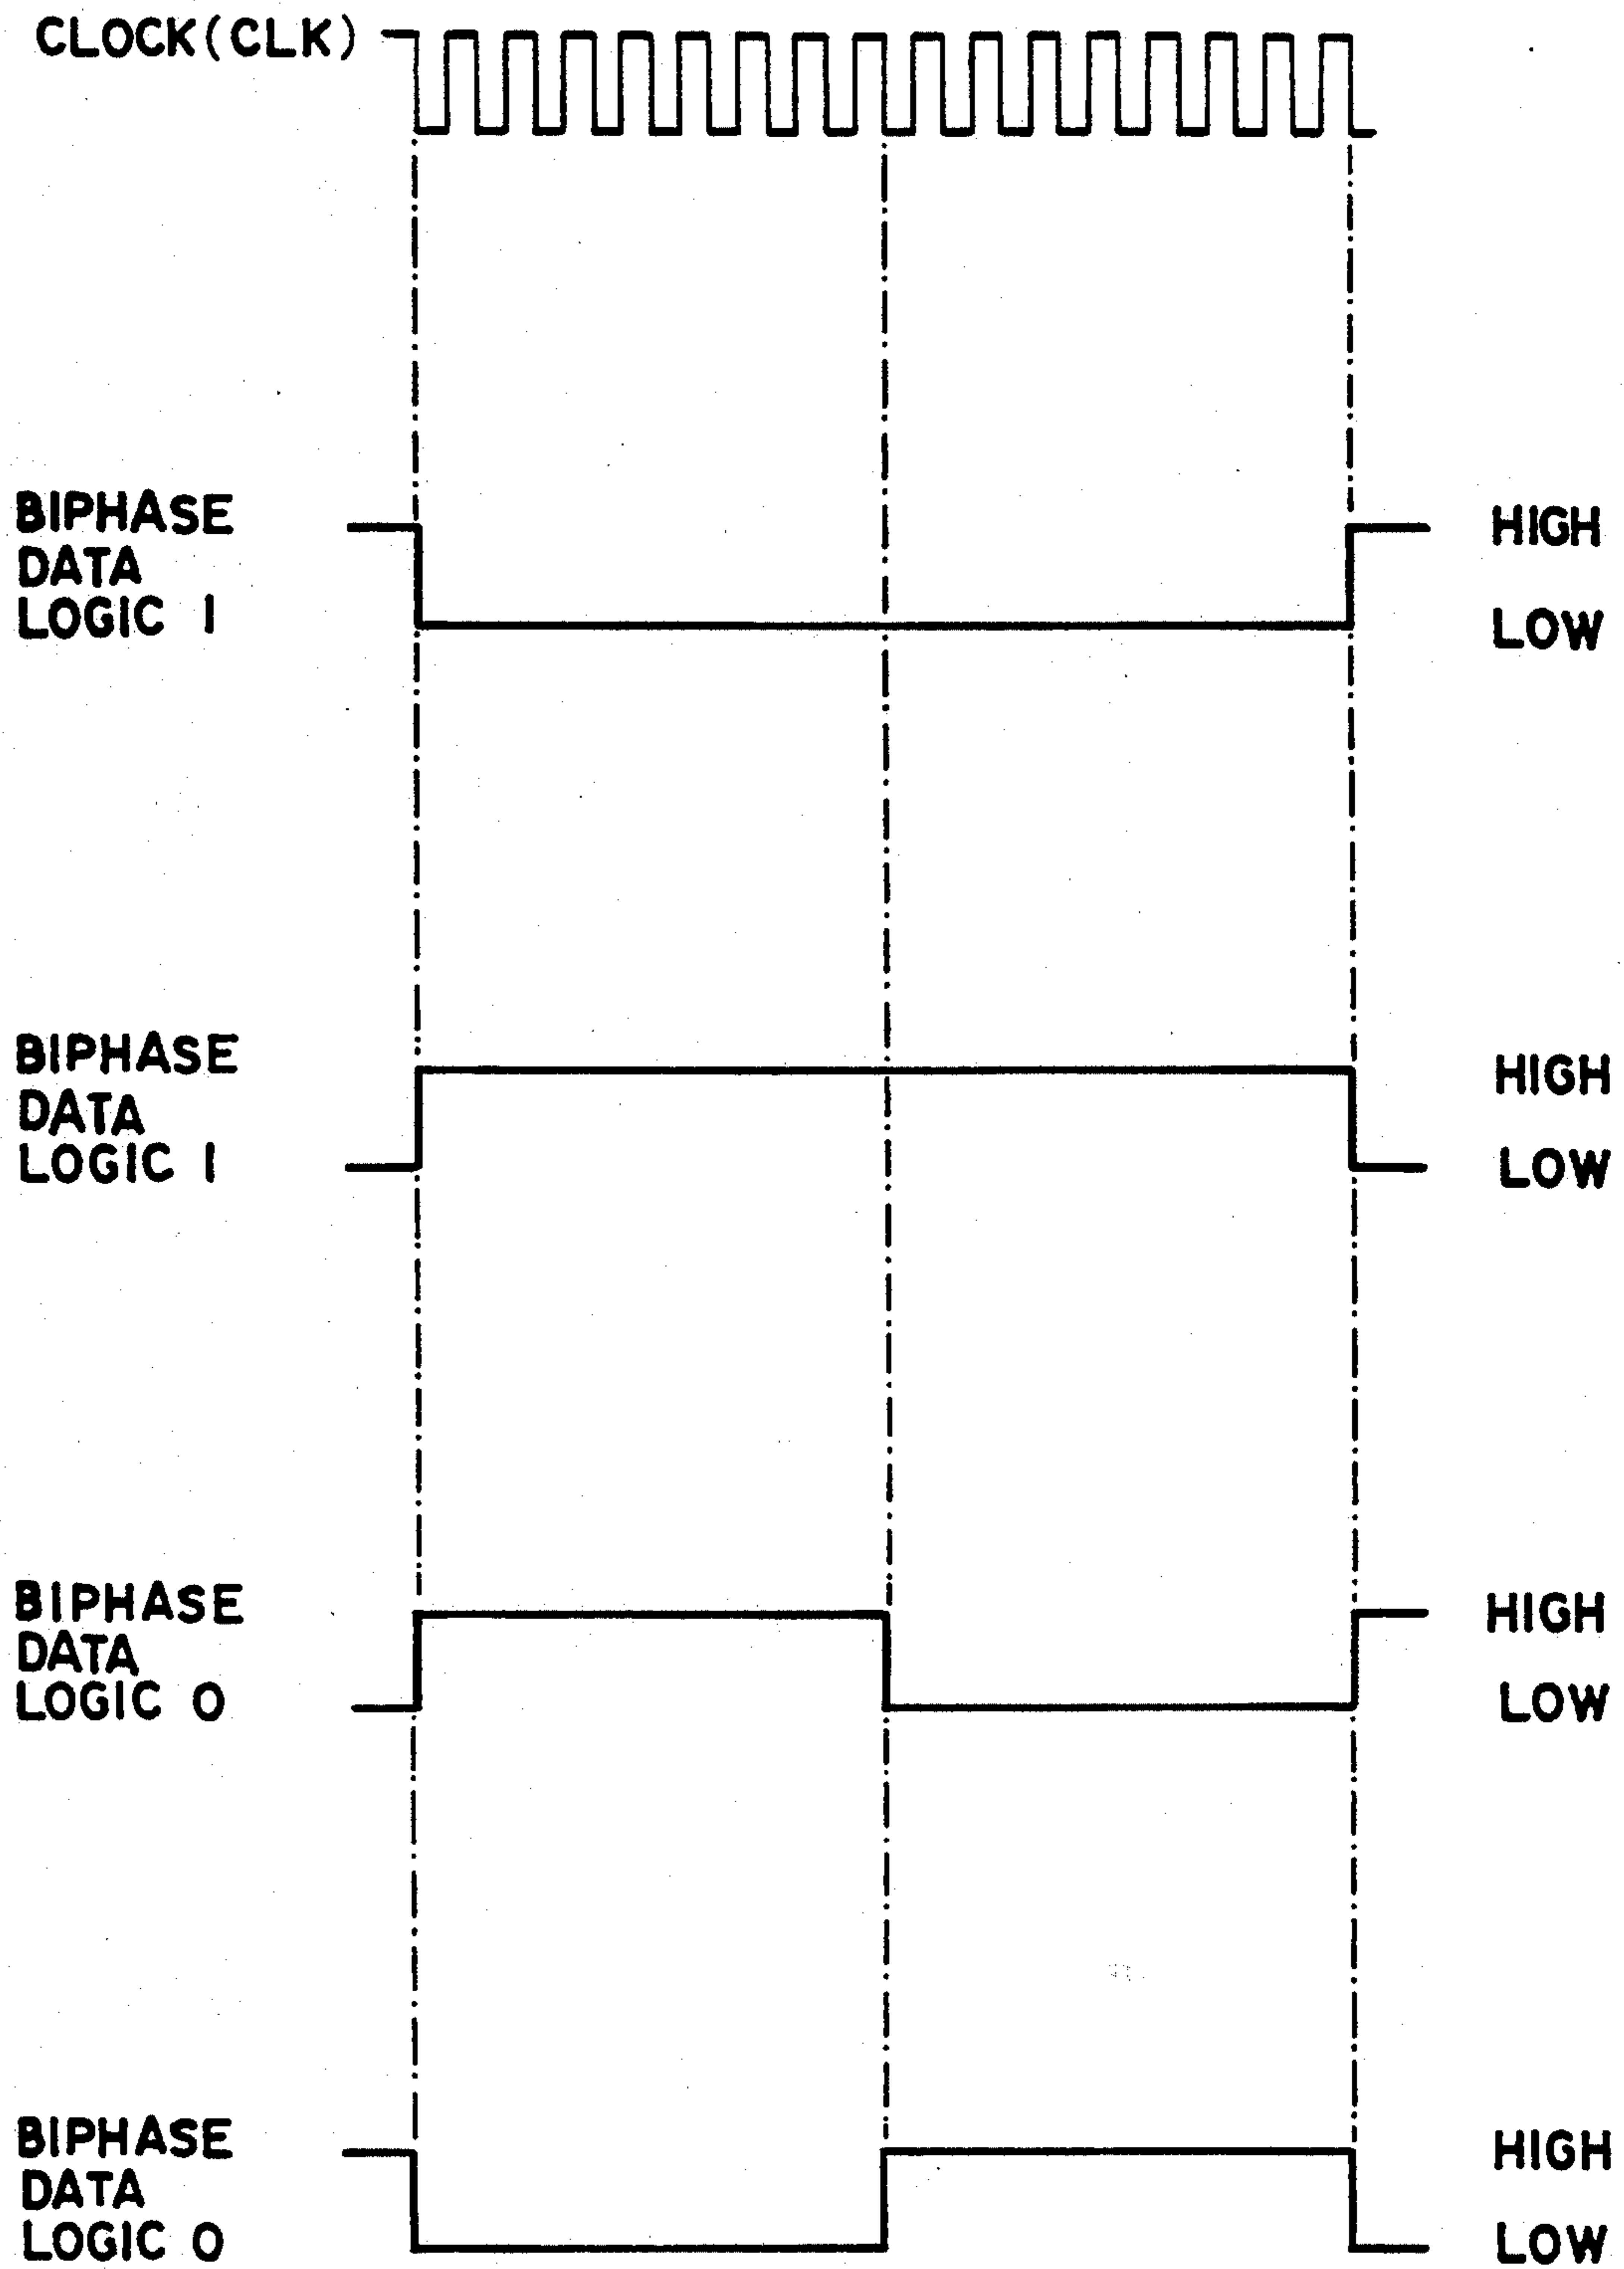 CLOCK(CLK)
BIPHASE
DATA
LOGIC 1
HIGH
LOW
BIPHASE
DATA
LOGIC 1
HIGH
LOW
BIPHASE
DATA
LOGIC 0
HIGH
LOW
BIPHASE
DATA
LOGIC 0
HIGH
LOW